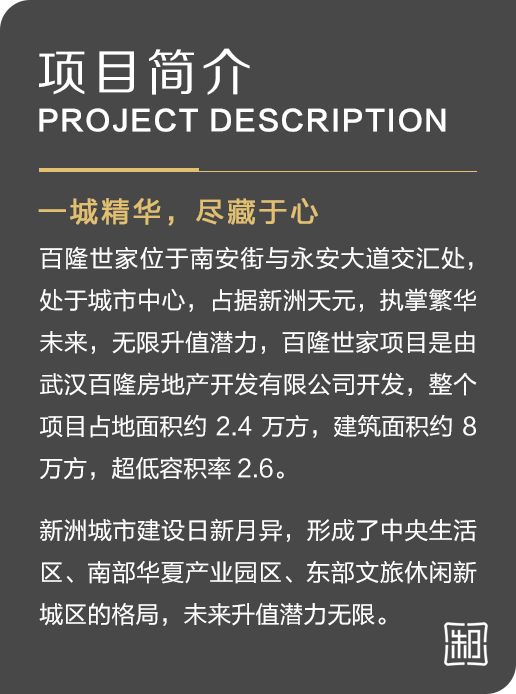 项目简介
PROJECT DESCRIPTION
一城精华，尽藏于心
百隆世家位于南安街与永安大道交汇处，
处于城市中心，占据新洲天元，执掌繁华
未来，无限升值潜力，百隆世家项目是由
武汉百隆房地产开发有限公司开发，整个
项目占地面积约 2.4 万方，建筑面积约 8
万方，超低容积率 2.6。
新洲城市建设日新月异，形成了中央生活
区、南部华夏产业园区、东部文旅休闲新
城区的格局，未来升值潜力无限。